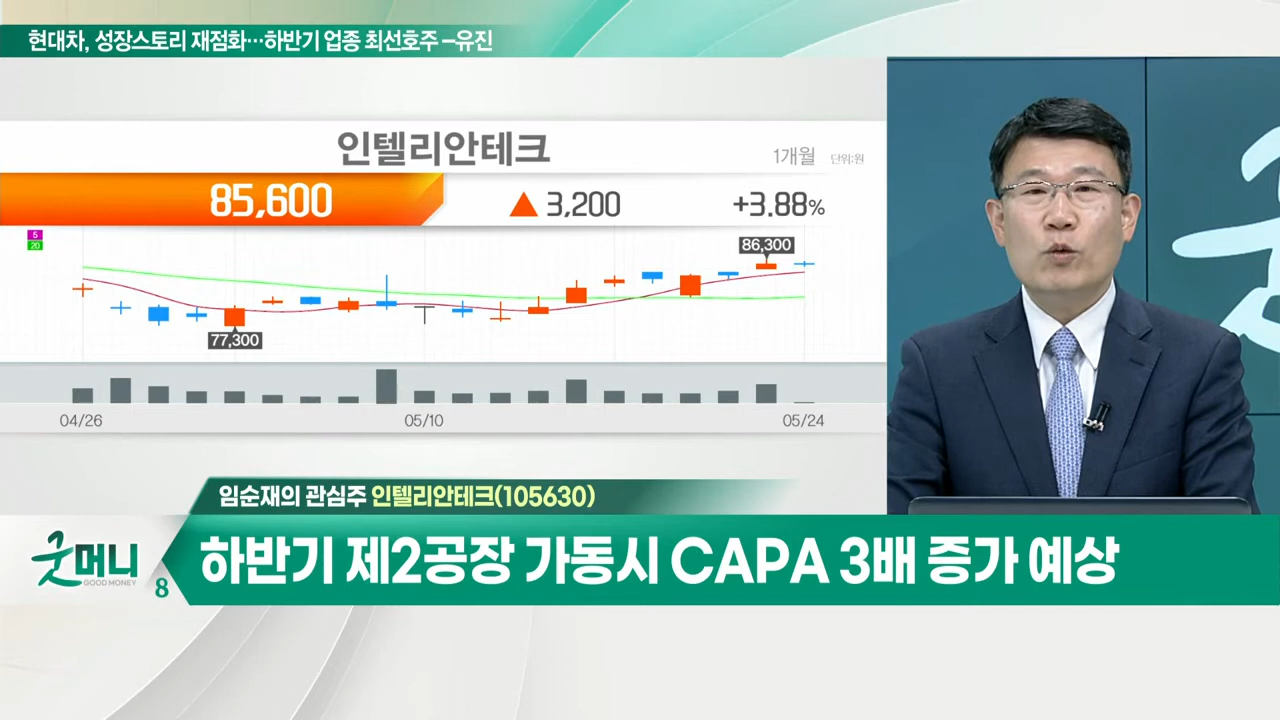 현대차, 성장스토리 재점화…하반기 업종 최선호주 –유진
인텔리안테크
1개월 단위:원
85,600 ▲ 3,200 +3.88%
5
20
86,300
77,300
04/26 05/10 05/24
임순재의 관심주 인텔리안테크(105630)
굿머니
GOOD MONEY
8
하반기 제2공장 가동시 CAPA 3배 증가 예상